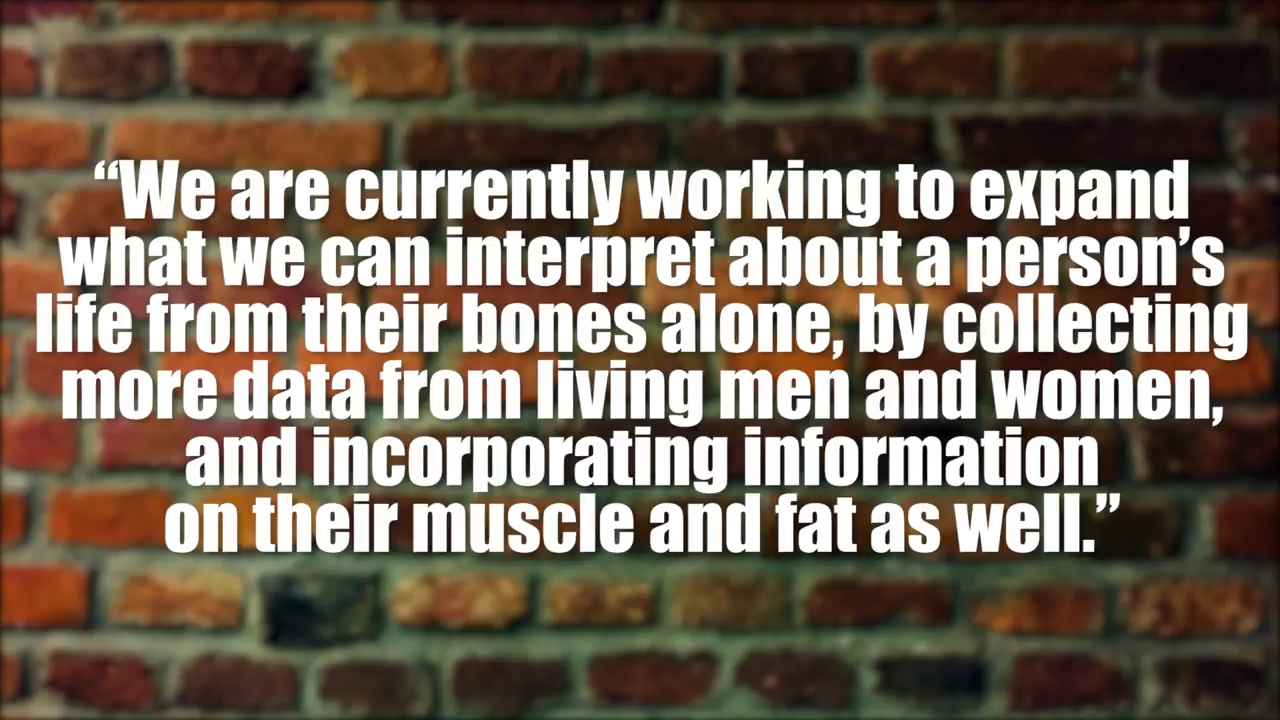 “We are currently working to expand
what we can interpret about a person’s
life from their bones alone, by collecting
more data from living men and women,
and incorporating information
on their muscle and fat as well.”